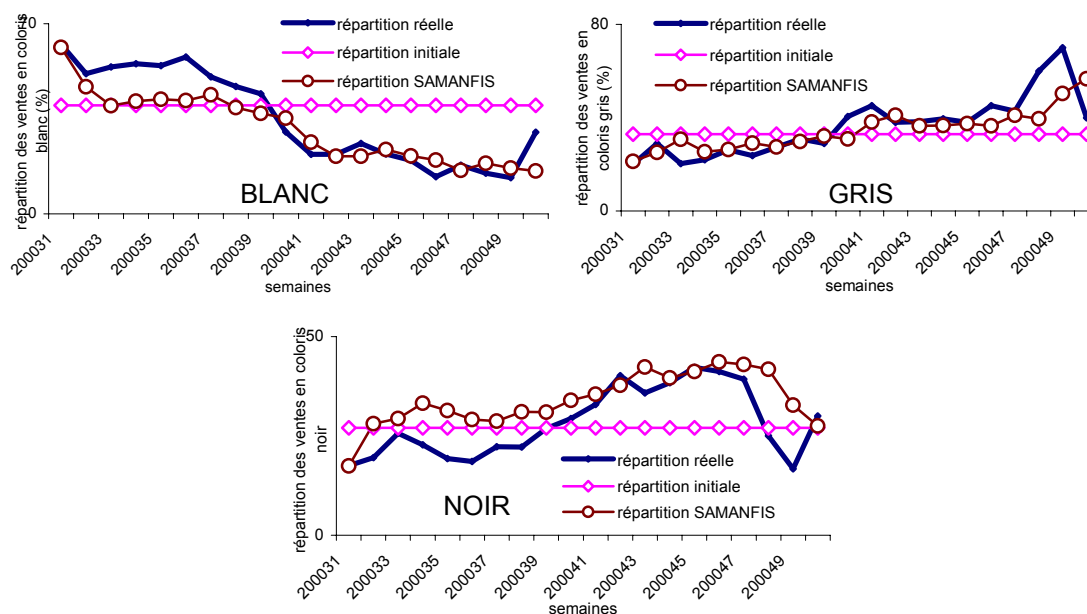 70
répartition des ventes en coloris
blanc (%)
0
répartition réelle
répartition initiale
répartition SAMANFIS
BLANC
200031
200033
200035
200037
200039
200041
200043
200045
200047
200049
semaines
80
répartition des ventes en
coloris gris (%)
0
répartition réelle
répartition initiale
répartition SAMANFIS
GRIS
200031
200033
200035
200037
200039
200041
200043
200045
200047
200049
semaines
50
répartition des ventes en coloris
noir
0
répartition réelle
répartition initiale
répartition SAMANFIS
NOIR
200031
200033
200035
200037
200039
200041
200043
200045
200047
200049
semaines